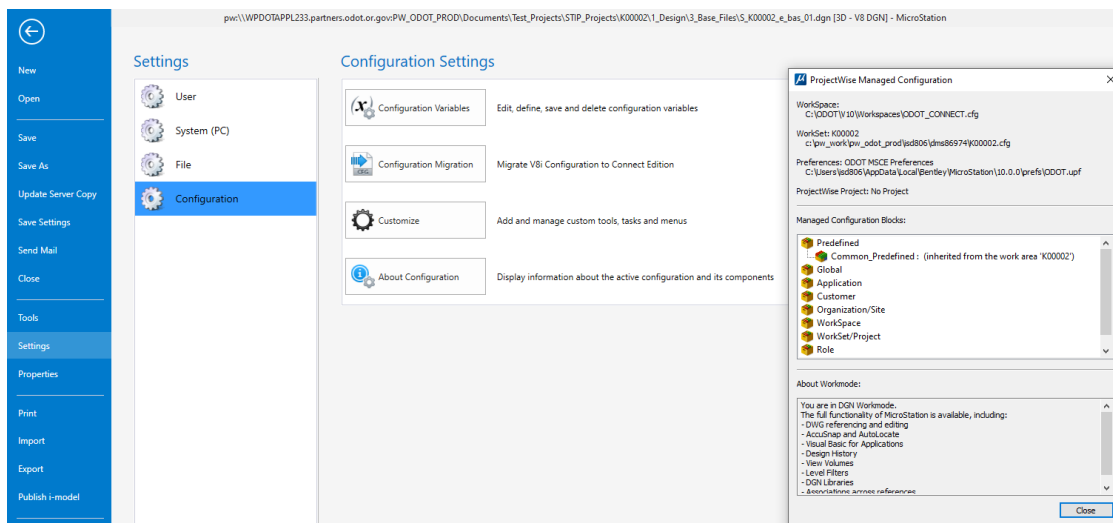 pw:\\WPDOTAPPL233.partners.odot.or.gov:PW_ODOT_PROD\Documents\Test_Projects\STIP_Projects\K00002\1_Design\3_Base_Files\S_K00002_e_bas_01.dgn [3D - V8 DGN] - MicroStation
New
Open
Save
Save As
Update Server Copy
Save Settings
Send Mail
Close
Tools
Settings
Properties
Print
Import
Export
Publish i-model
Settings
User
System (PC)
File
Configuration
Configuration Settings
Configuration Variables
Edit, define, save and delete configuration variables
Configuration Migration
Migrate V8i Configuration to Connect Edition
Customize
Add and manage custom tools, tasks and menus
About Configuration
Display information about the active configuration and its components
ProjectWise Managed Configuration
WorkSpace:
C:\ODOT\V10\Workspaces\ODOT_CONNECT.cfg
WorkSet: K00002
c:\pw_work\pw_odot_prod\isd806\dms86974\K00002.cfg
Preferences: ODOT MSCE Preferences
C:\Users\isd806\AppData\Local\Bentley\MicroStation\10.0.0\prefs\ODOT.upf
ProjectWise Project: No Project
Managed Configuration Blocks:
Predefined
Common_Predefined : (inherited from the work area 'K00002')
Global
Application
Customer
Organization/Site
WorkSpace
WorkSet/Project
Role
About Workmode:
You are in DGN Workmode.
The full functionality of MicroStation is available, including:
- DWG referencing and editing
- AccuSnap and AutoLocate
- Visual Basic for Applications
- Design History
- View Volumes
- Level Filters
- DGN Libraries
- Associations across references
Close